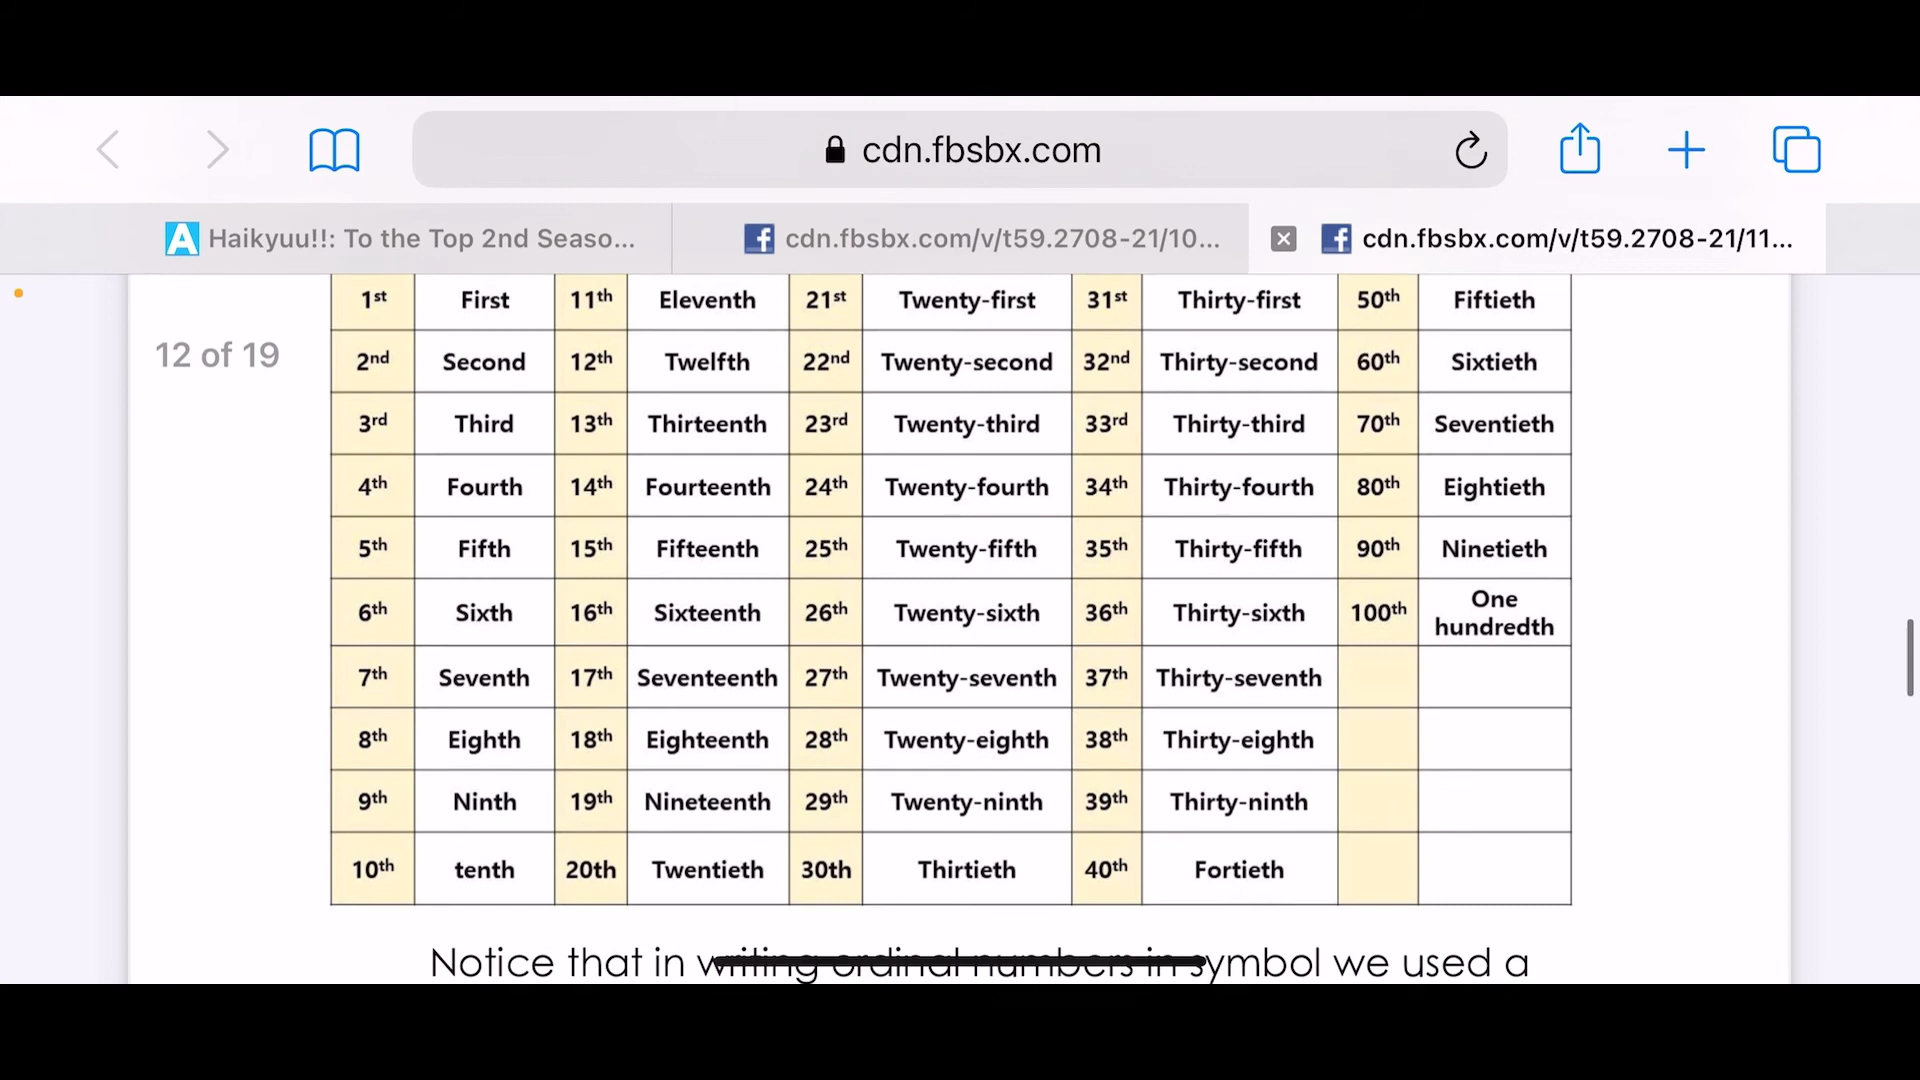 cdn.fbsbx.com
Haikyuu!!: To the Top 2nd Seaso... cdn.fbsbx.com/v/t59.2708-21/10... cdn.fbsbx.com/v/t59.2708-21/11...
12 of 19
1st First 11th Eleventh 21st Twenty-first 31st Thirty-first 50th Fiftieth
2nd Second 12th Twelfth 22nd Twenty-second 32nd Thirty-second 60th Sixtieth
3rd Third 13th Thirteenth 23rd Twenty-third 33rd Thirty-third 70th Seventieth
4th Fourth 14th Fourteenth 24th Twenty-fourth 34th Thirty-fourth 80th Eightieth
5th Fifth 15th Fifteenth 25th Twenty-fifth 35th Thirty-fifth 90th Ninetieth
6th Sixth 16th Sixteenth 26th Twenty-sixth 36th Thirty-sixth 100th One hundredth
7th Seventh 17th Seventeenth 27th Twenty-seventh 37th Thirty-seventh
8th Eighth 18th Eighteenth 28th Twenty-eighth 38th Thirty-eighth
9th Ninth 19th Nineteenth 29th Twenty-ninth 39th Thirty-ninth
10th tenth 20th Twentieth 30th Thirtieth 40th Fortieth
Notice that in writing ordinal numbers in symbol we used a